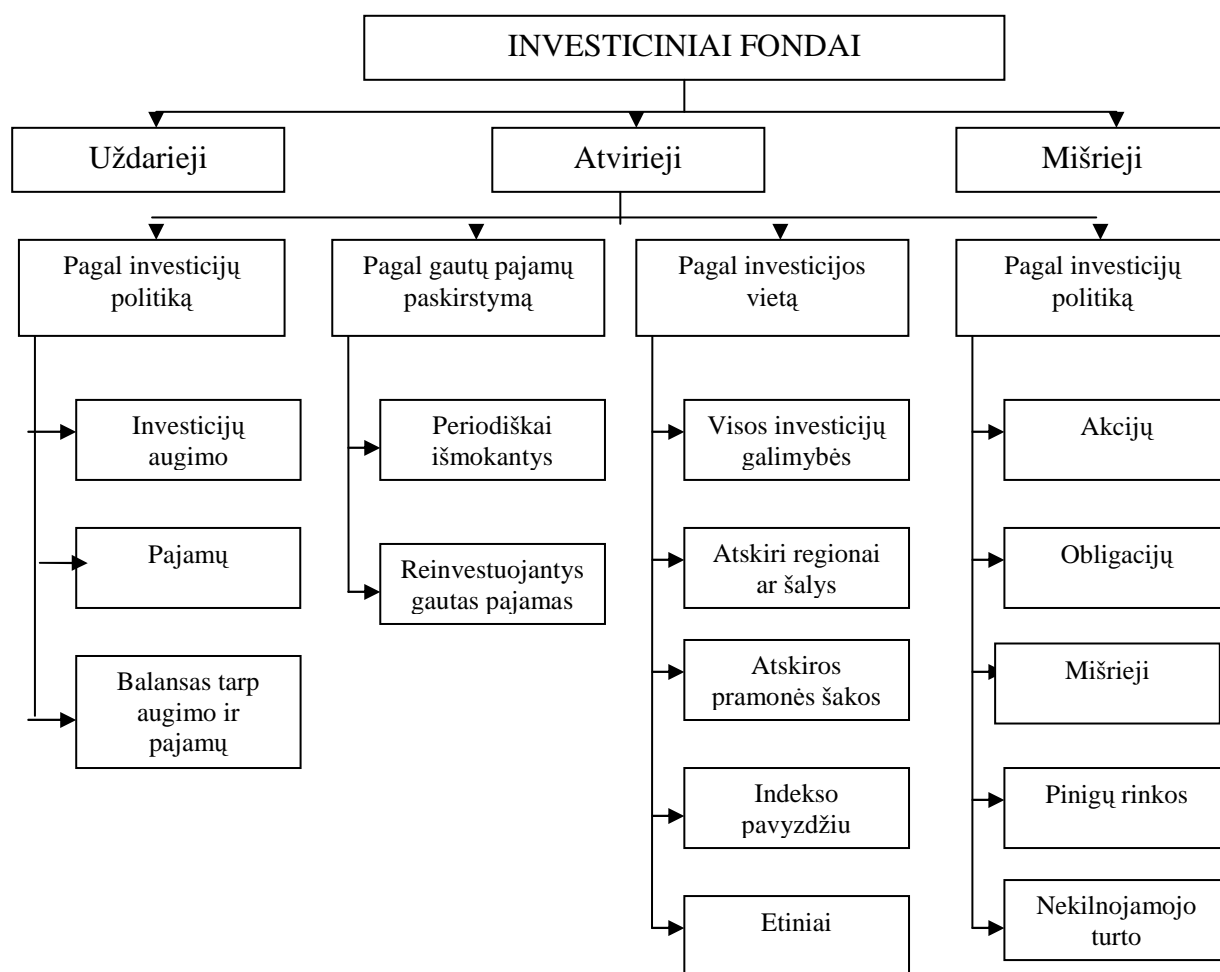 INVESTICINIAI FONDAI
Uždarieji
Atvirieji
Mišrieji
Pagal investicijų
politiką
Pagal gautų pajamų
paskirstymą
Pagal investicijos
vietą
Pagal investicijų
politiką
Investicijų
augimo
Pajamų
Balansas tarp
augimo ir
pajamų
Periodiškai
išmokantys
Reinvestuojantys
gautas pajamas
Visos investicijų
galimybės
Atskiri regionai
ar šalys
Atskiros
pramonės šakos
Indekso
pavyzdžiu
Etiniai
Akcijų
Obligacijų
Mišrieji
Pinigų rinkos
Nekilnojamojo
turto